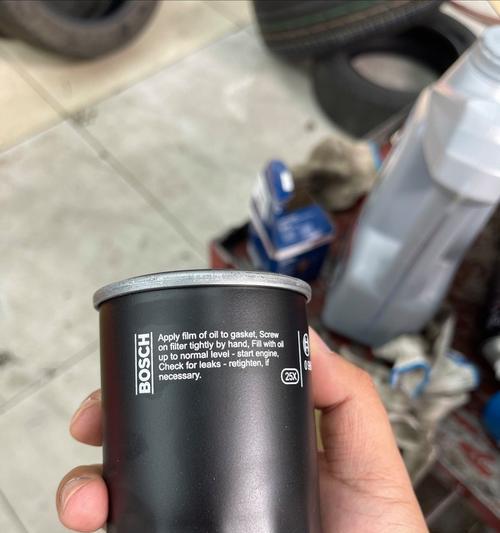 BOSCH
Apply film of oil to gasket, Screw
on filter tightly by hand, Fill with oil
up to normal level - start engine,
Check for leaks - retighten, if
necessary.
25X